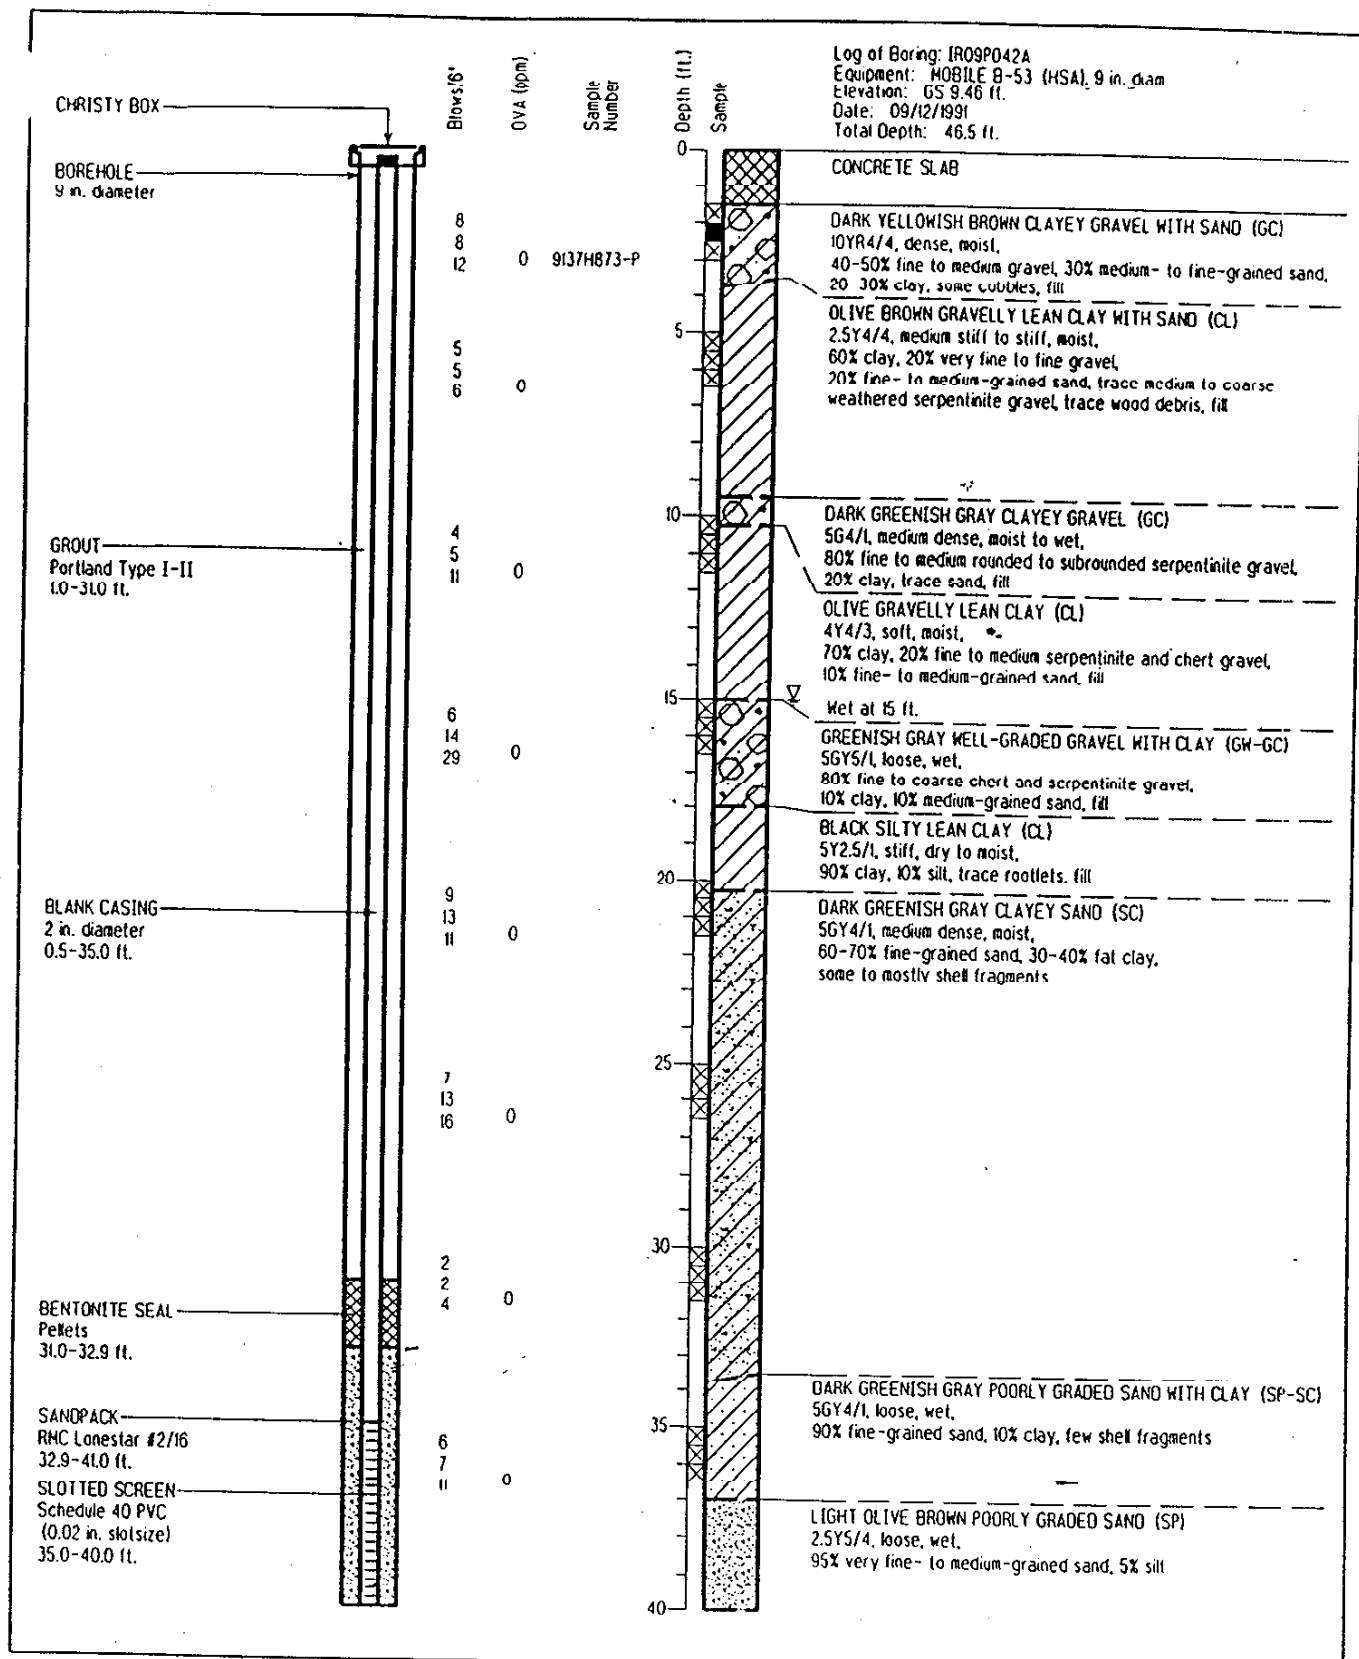 Log of Boring: IR09P042A
Equipment: MOBILE B-53 (HSA), 9 in. diam
Elevation: GS 9.46 ft.
Date: 09/12/1991
Total Depth: 46.5 ft.
Blows/6"
OVA (ppm)
Sample
Number
Depth (ft.)
Sample
CHRISTY BOX
BOREHOLE
9 in. diameter
GROUT
Portland Type I-II
1.0-31.0 ft.
BLANK CASING
2 in. diameter
0.5-35.0 ft.
BENTONITE SEAL
Pellets
31.0-32.9 ft.
SANDPACK
RMC Lonestar #2/16
32.9-41.0 ft.
SLOTTED SCREEN
Schedule 40 PVC
(0.02 in. slotsize)
35.0-40.0 ft.
8
8
12 0 9137H873-P
5
5
6 0
4
5
11 0
6
14
29 0
9
13
11 0
7
13
16 0
2
2
4 0
6
7
11 0
0
5
10
15
20
25
30
35
40
CONCRETE SLAB
DARK YELLOWISH BROWN CLAYEY GRAVEL WITH SAND (GC)
10YR4/4, dense, moist,
40-50% fine to medium gravel, 30% medium- to fine-grained sand,
20-30% clay, some cobbles, fill
OLIVE BROWN GRAVELLY LEAN CLAY WITH SAND (CL)
2.5Y4/4, medium stiff to stiff, moist,
60% clay, 20% very fine to fine gravel,
20% fine- to medium-grained sand, trace medium to coarse
weathered serpentinite gravel, trace wood debris, fill
DARK GREENISH GRAY CLAYEY GRAVEL (GC)
5G4/1, medium dense, moist to wet,
80% fine to medium rounded to subrounded serpentinite gravel,
20% clay, trace sand, fill
OLIVE GRAVELLY LEAN CLAY (CL)
4Y4/3, soft, moist,
70% clay, 20% fine to medium serpentinite and chert gravel,
10% fine- to medium-grained sand, fill
Wet at 15 ft.
GREENISH GRAY WELL-GRADED GRAVEL WITH CLAY (GW-GC)
5GY5/1, loose, wet,
80% fine to coarse chert and serpentinite gravel,
10% clay, 10% medium-grained sand, fill
BLACK SILTY LEAN CLAY (CL)
5Y2.5/1, stiff, dry to moist,
90% clay, 10% silt, trace rootlets, fill
DARK GREENISH GRAY CLAYEY SAND (SC)
5GY4/1, medium dense, moist,
60-70% fine-grained sand, 30-40% fat clay,
some to mostly shell fragments
DARK GREENISH GRAY POORLY GRADED SAND WITH CLAY (SP-SC)
5GY4/1, loose, wet,
90% fine-grained sand, 10% clay, few shell fragments
LIGHT OLIVE BROWN POORLY GRADED SAND (SP)
2.5Y5/4, loose, wet,
95% very fine- to medium-grained sand, 5% silt